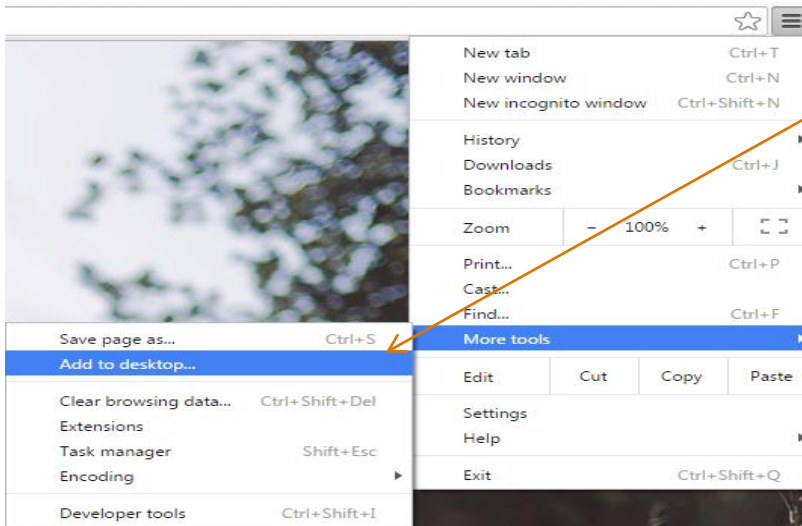 New tab Ctrl+T
New window Ctrl+N
New incognito window Ctrl+Shift+N
History
Downloads Ctrl+J
Bookmarks
Zoom - 100% +
Print... Ctrl+P
Cast...
Find... Ctrl+F
More tools
Edit Cut Copy Paste
Settings
Help
Exit Ctrl+Shift+Q
Save page as... Ctrl+S
Add to desktop...
Clear browsing data... Ctrl+Shift+Del
Extensions
Task manager Shift+Esc
Encoding
Developer tools Ctrl+Shift+I